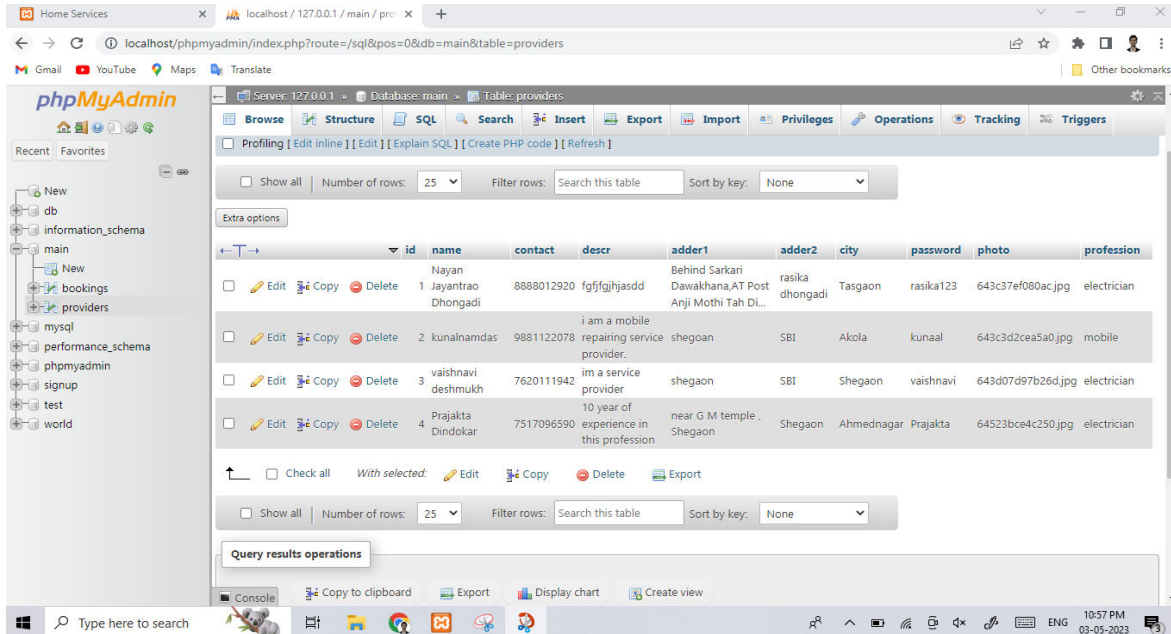 Home Services
localhost / 127.0.0.1 / main / pro
localhost/phpmyadmin/index.php?route=/sql&pos=0&db=main&table=providers
Gmail YouTube Maps Translate Other bookmarks
phpMyAdmin
Recent Favorites
New
db
information_schema
main
New
bookings
providers
mysql
performance_schema
phpmyadmin
signup
test
world
Server: 127.0.0.1 » Database: main » Table: providers
Browse Structure SQL Search Insert Export Import Privileges Operations Tracking Triggers
Profiling [ Edit inline ] [ Edit ] [ Explain SQL ] [ Create PHP code ] [ Refresh ]
Show all Number of rows: 25 Filter rows: Search this table Sort by key: None
Extra options
id name contact descr adder1 adder2 city password photo profession
Edit Copy Delete 1 Nayan Jayantrao Dhongadi 8888012920 fgfjfgjhjasdd Behind Sarkari Dawakhana,AT Post Anji Mothi Tah Di... rasika dhongadi Tasgaon rasika123 643c37ef080ac.jpg electrician
Edit Copy Delete 2 kunalnamdas 9881122078 i am a mobile repairing service provider. shegoan SBI Akola kunaal 643c3d2cea5a0.jpg mobile
Edit Copy Delete 3 vaishnavi deshmukh 7620111942 im a service provider shegaon SBI Shegaon vaishnavi 643d07d97b26d.jpg electrician
Edit Copy Delete 4 Prajakta Dindokar 7517096590 10 year of experience in this profession near G M temple , Shegaon Shegaon Ahmednagar Prajakta 64523bce4c250.jpg electrician
Check all With selected: Edit Copy Delete Export
Show all Number of rows: 25 Filter rows: Search this table Sort by key: None
Query results operations
Console Copy to clipboard Export Display chart Create view
Type here to search ENG 10:57 PM
03-05-2023